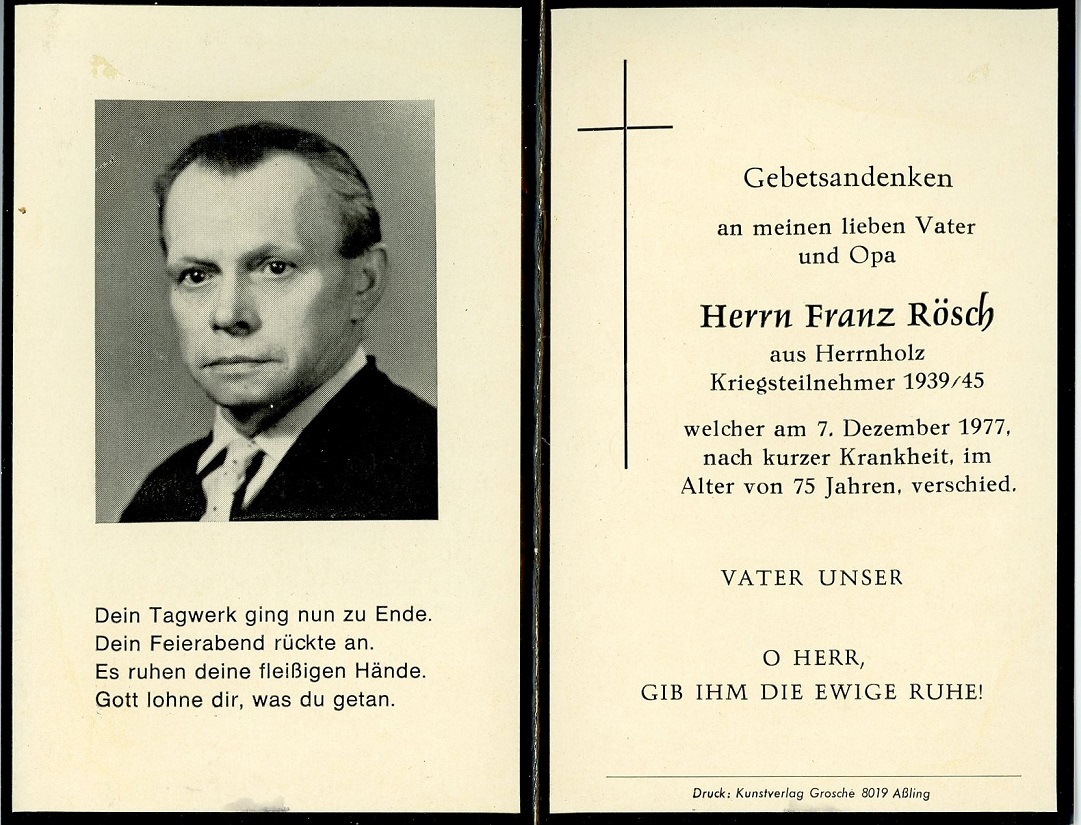 Dein Tagwerk ging nun zu Ende.
Dein Feierabend rückte an.
Es ruhen deine fleißigen Hände.
Gott lohne dir, was du getan.
Gebetsandenken
an meinen lieben Vater
und Opa
Herrn Franz Rösch
aus Herrnholz
Kriegsteilnehmer 1939/45
welcher am 7. Dezember 1977,
nach kurzer Krankheit, im
Alter von 75 Jahren, verschied.
VATER UNSER
O HERR,
GIB IHM DIE EWIGE RUHE!
Druck: Kunstverlag Grosche 8019 Aßling